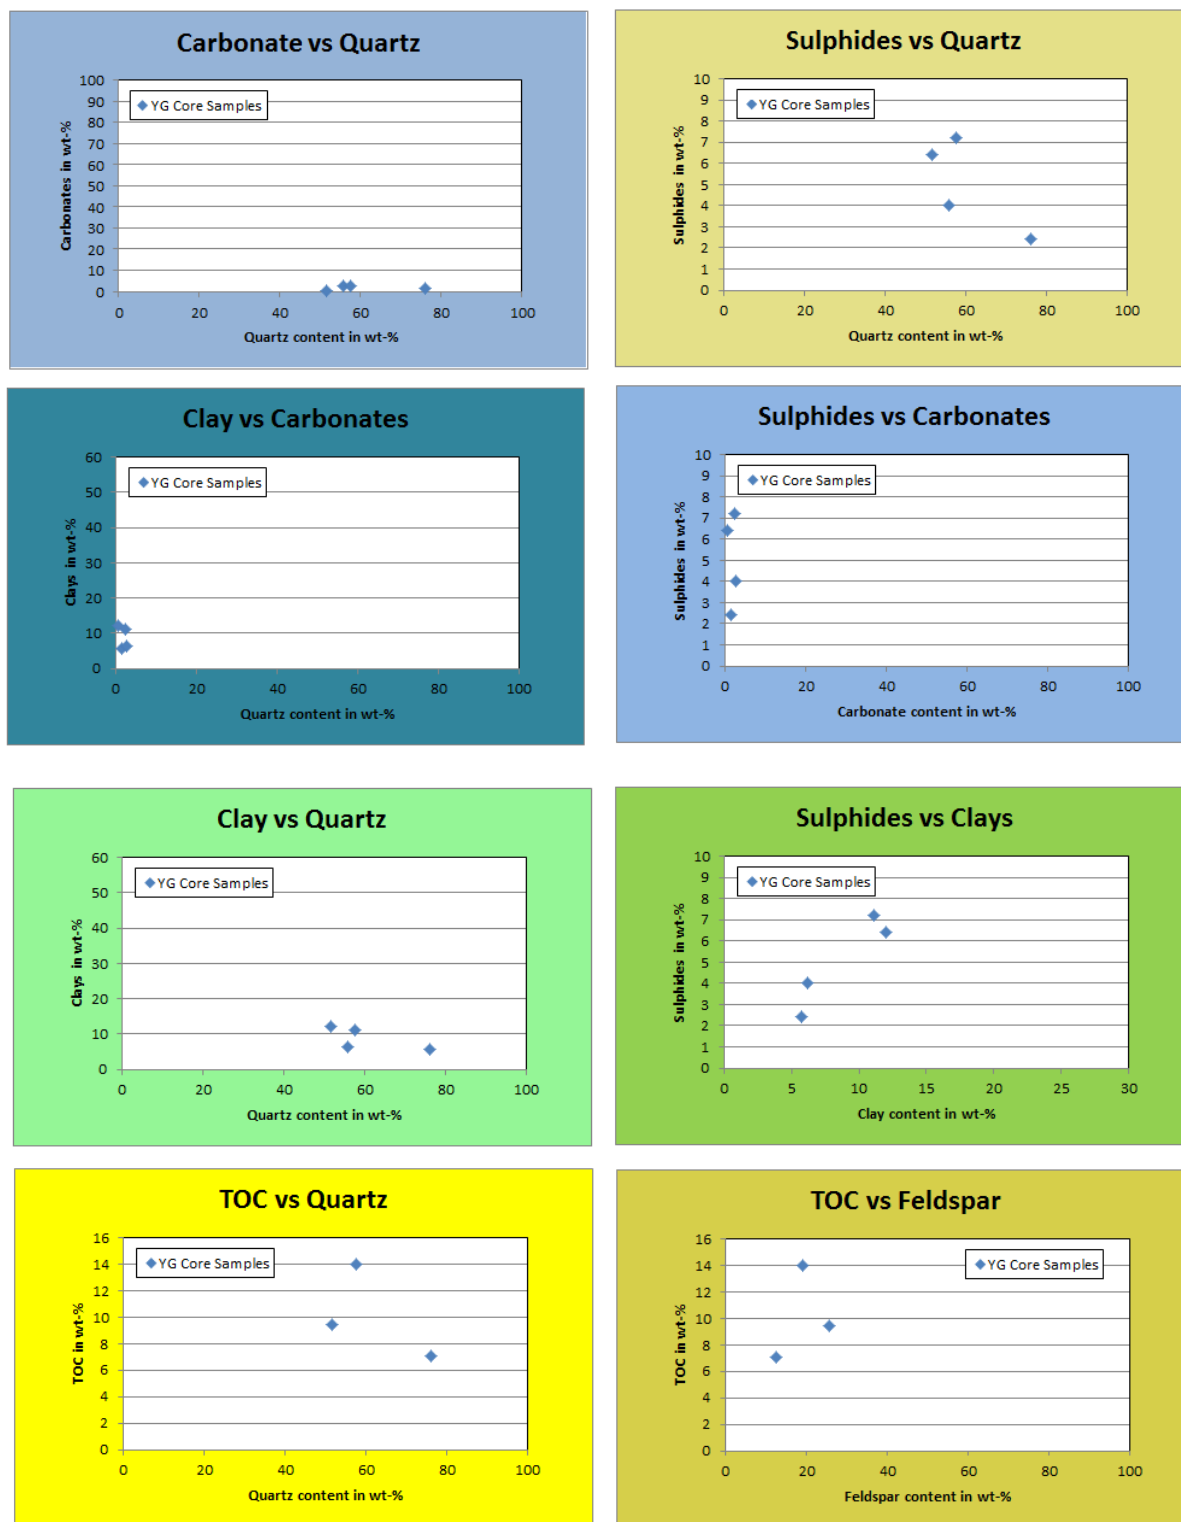 Carbonate vs Quartz
100
90
80
70
60
50
40
30
20
10
0
Carbonates in wt-%
YG Core Samples
0 20 40 60 80 100
Quartz content in wt-%
Sulphides vs Quartz
10
9
8
7
6
5
4
3
2
1
0
Sulphides in wt-%
YG Core Samples
0 20 40 60 80 100
Quartz content in wt-%
Clay vs Carbonates
60
50
40
30
20
10
0
Clays in wt-%
YG Core Samples
0 20 40 60 80 100
Quartz content in wt-%
Sulphides vs Carbonates
10
9
8
7
6
5
4
3
2
1
0
Sulphides in wt-%
YG Core Samples
0 20 40 60 80 100
Carbonate content in wt-%
Clay vs Quartz
60
50
40
30
20
10
0
Clays in wt-%
YG Core Samples
0 20 40 60 80 100
Quartz content in wt-%
Sulphides vs Clays
10
9
8
7
6
5
4
3
2
1
0
Sulphides in wt-%
YG Core Samples
0 5 10 15 20 25 30
Clay content in wt-%
TOC vs Quartz
16
14
12
10
8
6
4
2
0
TOC in wt-%
YG Core Samples
0 20 40 60 80 100
Quartz content in wt-%
TOC vs Feldspar
16
14
12
10
8
6
4
2
0
TOC in wt-%
YG Core Samples
0 20 40 60 80 100
Feldspar content in wt-%